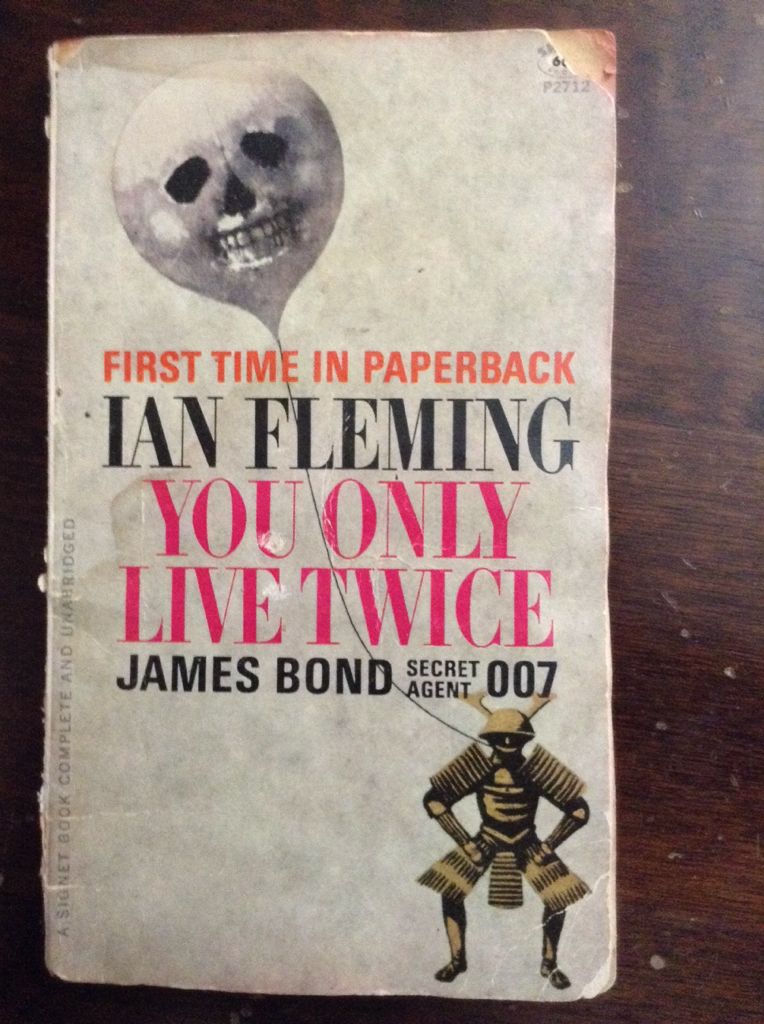 P2712
FIRST TIME IN PAPERBACK
IAN FLEMING
YOU ONLY
LIVE TWICE
JAMES BOND SECRET AGENT 007
A SIGNET BOOK COMPLETE AND UNABRIDGED